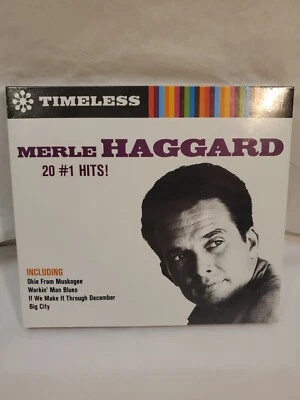 TIMELESS
MERLE HAGGARD
20 #1 HITS!
INCLUDING
Okie From Muskogee
Workin' Man Blues
If We Make It Through December
Big City